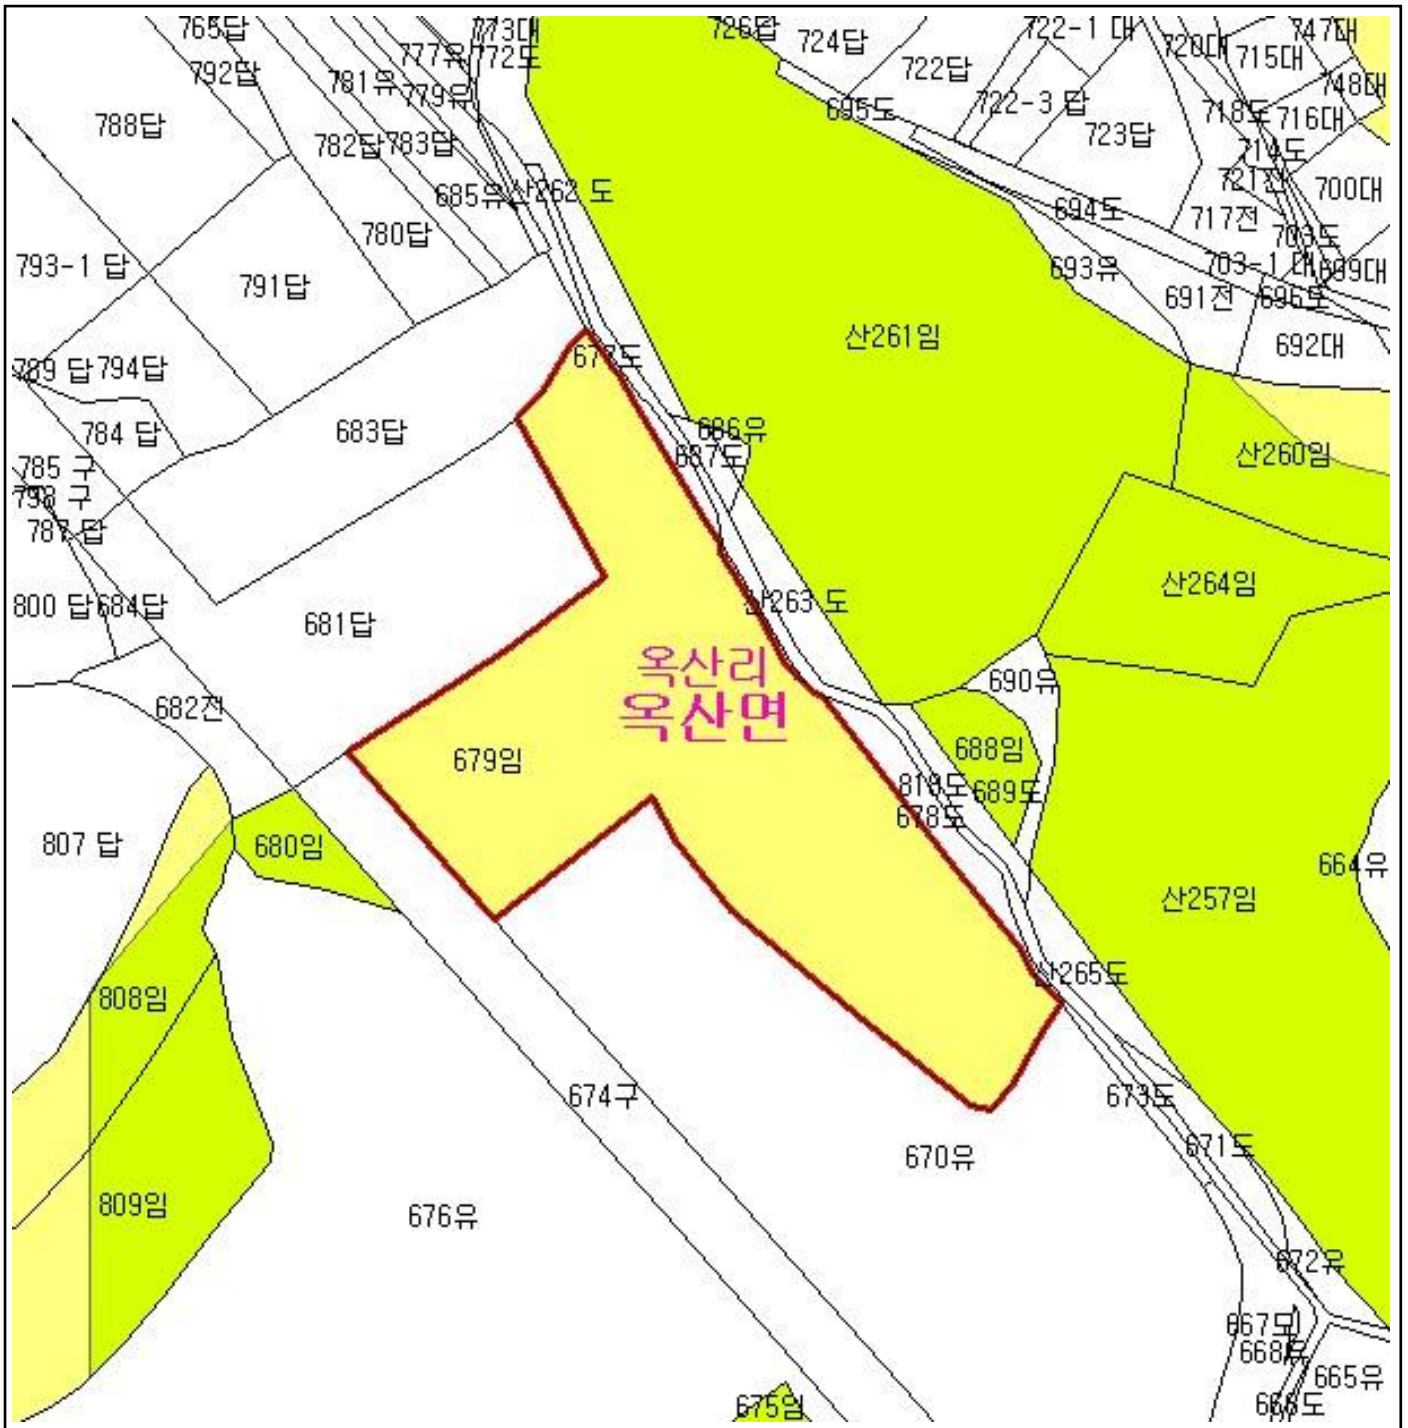 765답
773대
726답
722-1 대
747대
777유
772도
724답
720대
715대
792답
781유
779유
722답
748대
788답
782답
783답
695도
722-3 답
723답
718도
716대
714도
685유
산262 도
721전
700대
780답
694도
717전
703도
793-1 답
791답
693유
703-1 대
699대
691전
696도
산261임
692대
677도
789 답
794답
784 답
683답
686유
687도
산260임
785 구
798 구
787 답
산264임
800 답
684답
681답
산263 도
옥산리
옥산면
690유
682전
679임
688임
818도
689도
678도
807 답
680임
664유
산257임
산265도
808임
674구
673도
671도
670유
809임
676유
672유
668유
665유
675임
666도